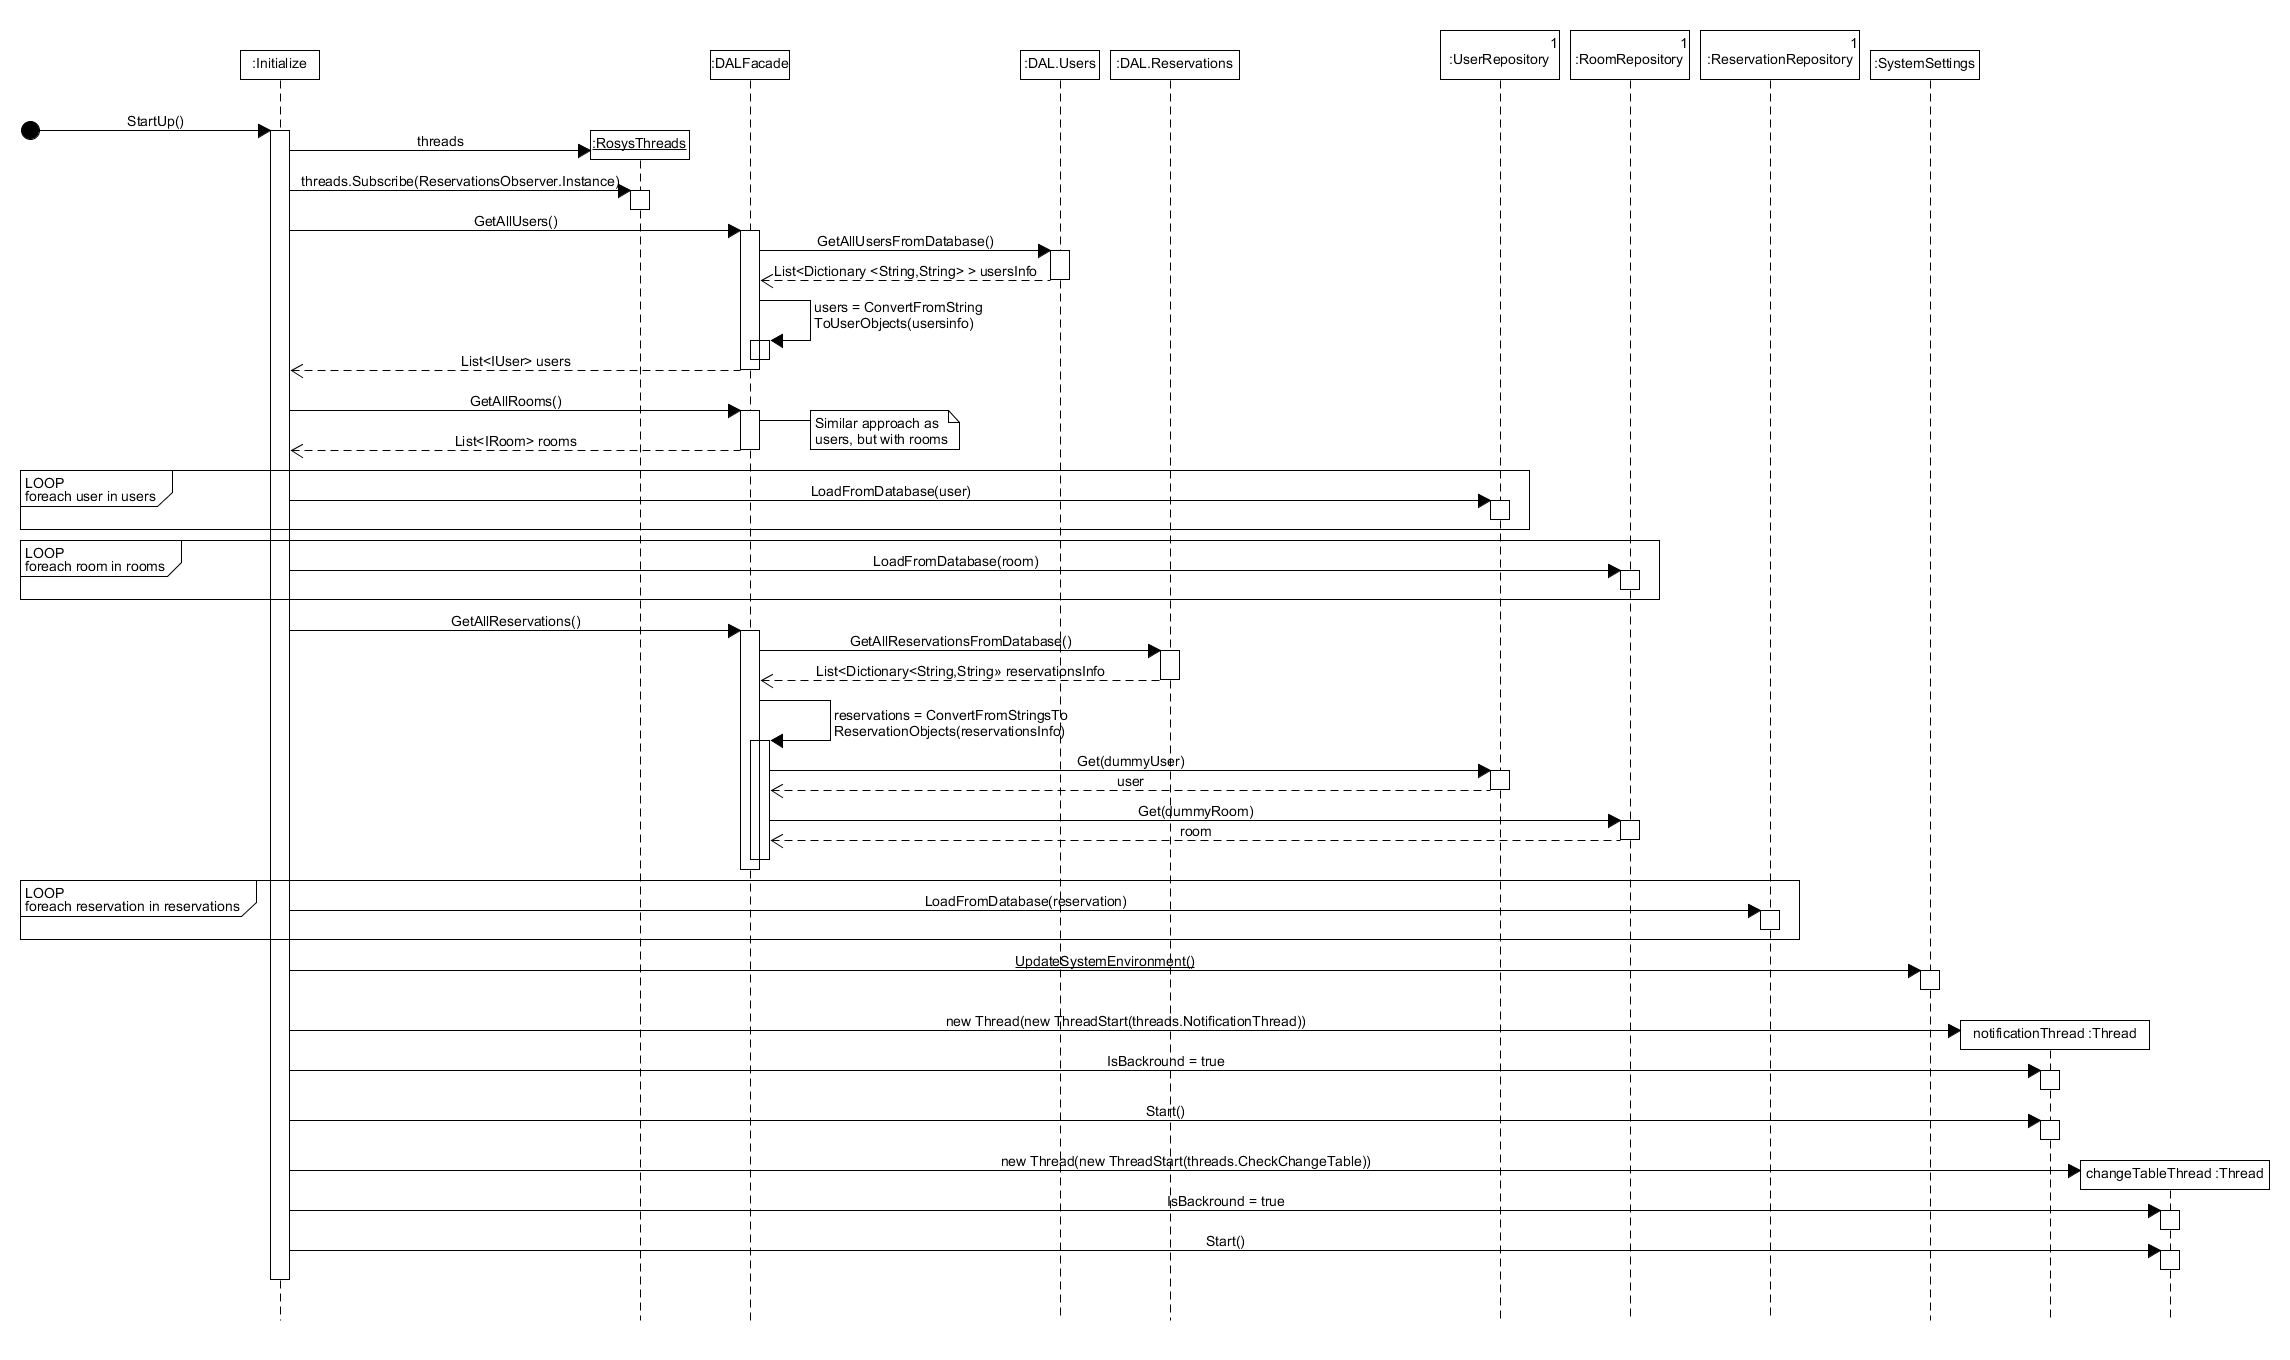 1
1
1
:Initialize
:DALFacade
:DAL.Users
:DAL.Reservations
:UserRepository
:RoomRepository
:ReservationRepository
:SystemSettings
StartUp()
threads
:RosysThreads
threads.Subscribe(ReservationsObserver.Instance)
GetAllUsers()
GetAllUsersFromDatabase()
List<Dictionary <String,String> > usersInfo
users = ConvertFromString
ToUserObjects(usersinfo)
List<IUser> users
GetAllRooms()
Similar approach as
users, but with rooms
List<IRoom> rooms
LOOP
foreach user in users
LoadFromDatabase(user)
LOOP
foreach room in rooms
LoadFromDatabase(room)
GetAllReservations()
GetAllReservationsFromDatabase()
List<Dictionary<String,String» reservationsInfo
reservations = ConvertFromStringsTo
ReservationObjects(reservationsInfo)
Get(dummyUser)
user
Get(dummyRoom)
room
LOOP
foreach reservation in reservations
LoadFromDatabase(reservation)
UpdateSystemEnvironment()
new Thread(new ThreadStart(threads.NotificationThread))
notificationThread :Thread
IsBackround = true
Start()
new Thread(new ThreadStart(threads.CheckChangeTable))
changeTableThread :Thread
IsBackround = true
Start()